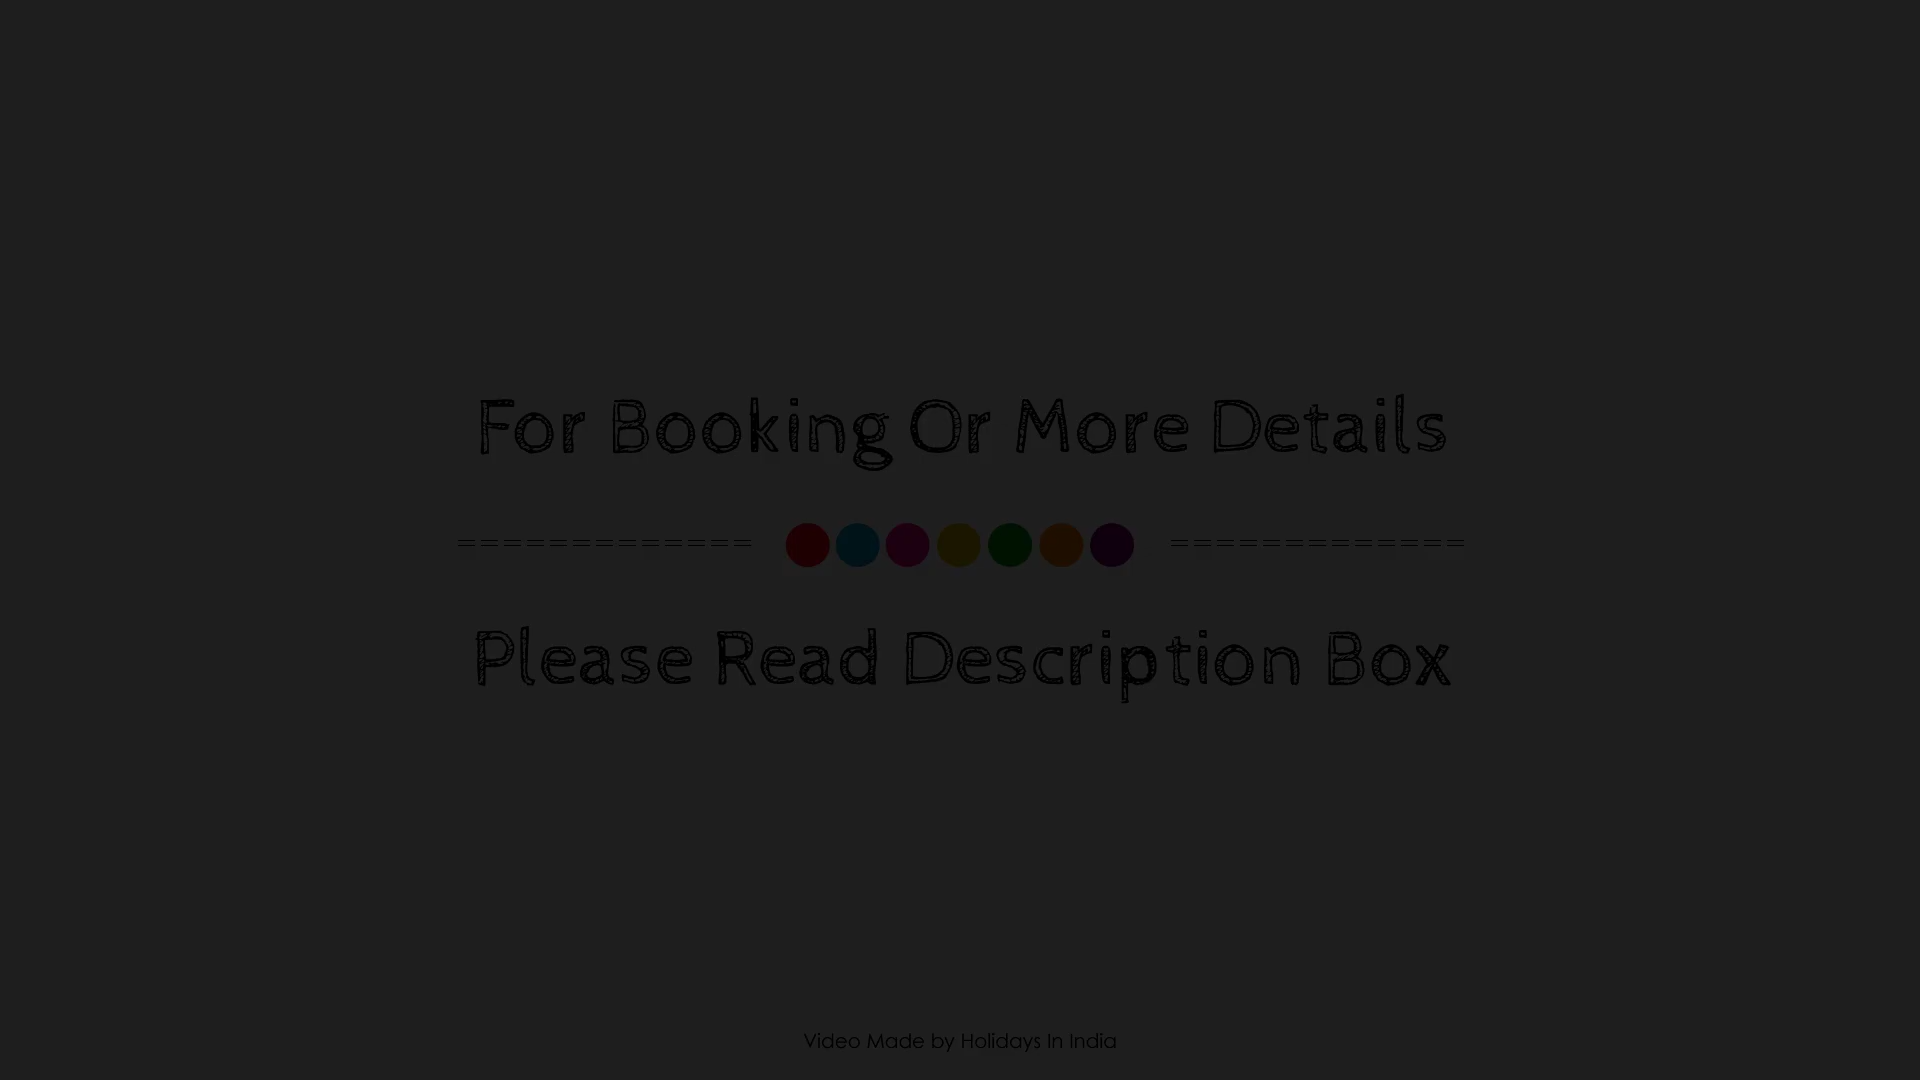 For Booking Or More Details
============= =============
Please Read Description Box
Video Made by Holidays In India